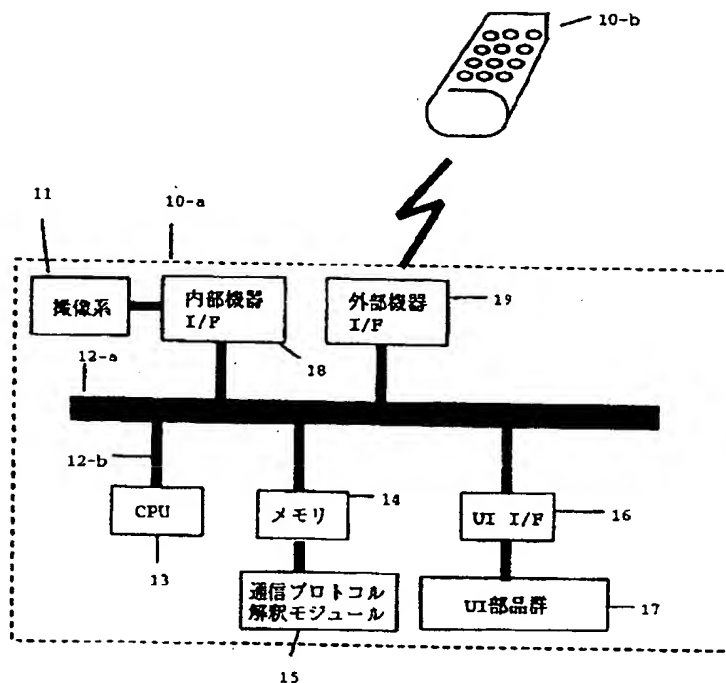 10-b
11
10-a
撮像系
内部機器
I/F
18
外部機器
I/F
19
12-a
12-b
CPU
13
メモリ
14
UI I/F
16
通信プロトコル
解釈モジュール
15
UI部品群
17